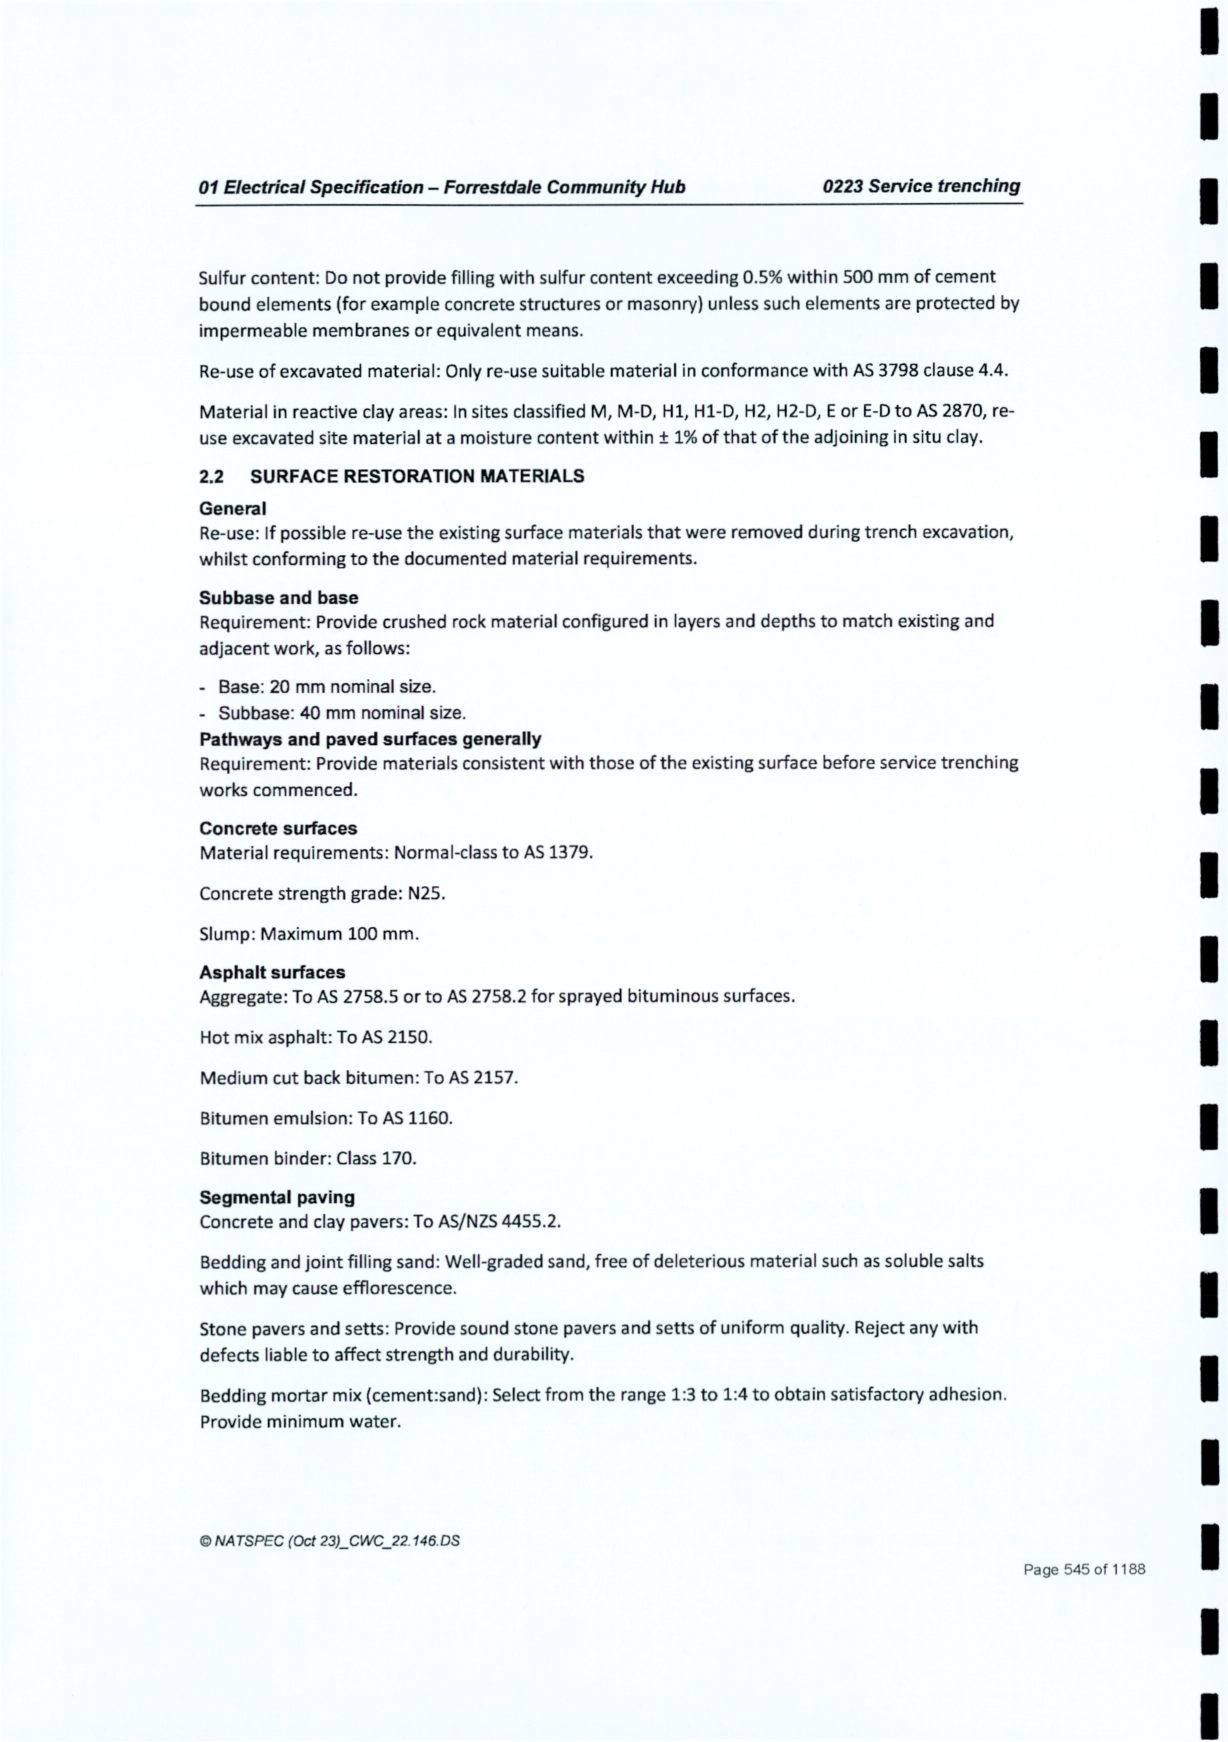 01 Electrical Specification – Forrestdale Community Hub 0223 Service trenching
Sulfur content: Do not provide filling with sulfur content exceeding 0.5% within 500 mm of cement
bound elements (for example concrete structures or masonry) unless such elements are protected by
impermeable membranes or equivalent means.
Re-use of excavated material: Only re-use suitable material in conformance with AS 3798 clause 4.4.
Material in reactive clay areas: In sites classified M, M-D, H1, H1-D, H2, H2-D, E or E-D to AS 2870, re-
use excavated site material at a moisture content within ± 1% of that of the adjoining in situ clay.
2.2 SURFACE RESTORATION MATERIALS
General
Re-use: If possible re-use the existing surface materials that were removed during trench excavation,
whilst conforming to the documented material requirements.
Subbase and base
Requirement: Provide crushed rock material configured in layers and depths to match existing and
adjacent work, as follows:
- Base: 20 mm nominal size.
- Subbase: 40 mm nominal size.
Pathways and paved surfaces generally
Requirement: Provide materials consistent with those of the existing surface before service trenching
works commenced.
Concrete surfaces
Material requirements: Normal-class to AS 1379.
Concrete strength grade: N25.
Slump: Maximum 100 mm.
Asphalt surfaces
Aggregate: To AS 2758.5 or to AS 2758.2 for sprayed bituminous surfaces.
Hot mix asphalt: To AS 2150.
Medium cut back bitumen: To AS 2157.
Bitumen emulsion: To AS 1160.
Bitumen binder: Class 170.
Segmental paving
Concrete and clay pavers: To AS/NZS 4455.2.
Bedding and joint filling sand: Well-graded sand, free of deleterious material such as soluble salts
which may cause efflorescence.
Stone pavers and setts: Provide sound stone pavers and setts of uniform quality. Reject any with
defects liable to affect strength and durability.
Bedding mortar mix (cement:sand): Select from the range 1:3 to 1:4 to obtain satisfactory adhesion.
Provide minimum water.
© NATSPEC (Oct 23)_CWC_22.146.DS
Page 545 of 1188